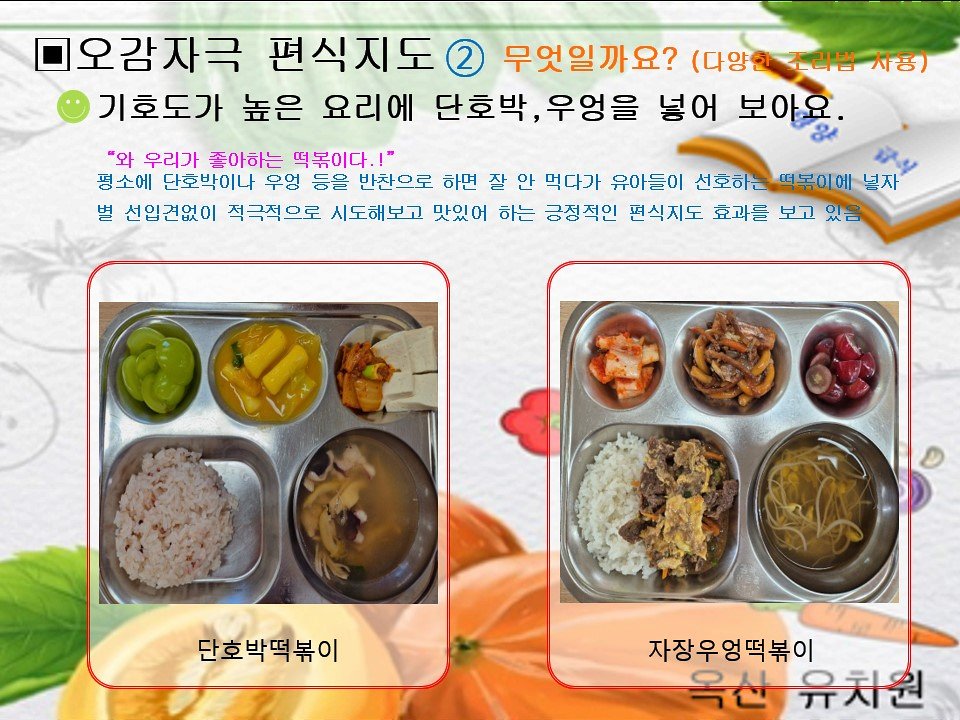 ▣오감자극 편식지도 ② 무엇일까요? (다양한 조리법 사용)
기호도가 높은 요리에 단호박,우엉을 넣어 보아요.
영양 급식
“와 우리가 좋아하는 떡볶이다.!”
평소에 단호박이나 우엉 등을 반찬으로 하면 잘 안 먹다가 유아들이 선호하는 떡볶이에 넣자
별 선입견없이 적극적으로 시도해보고 맛있어 하는 긍정적인 편식지도 효과를 보고 있음
단호박떡볶이
자장우엉떡볶이
옥산 유치원